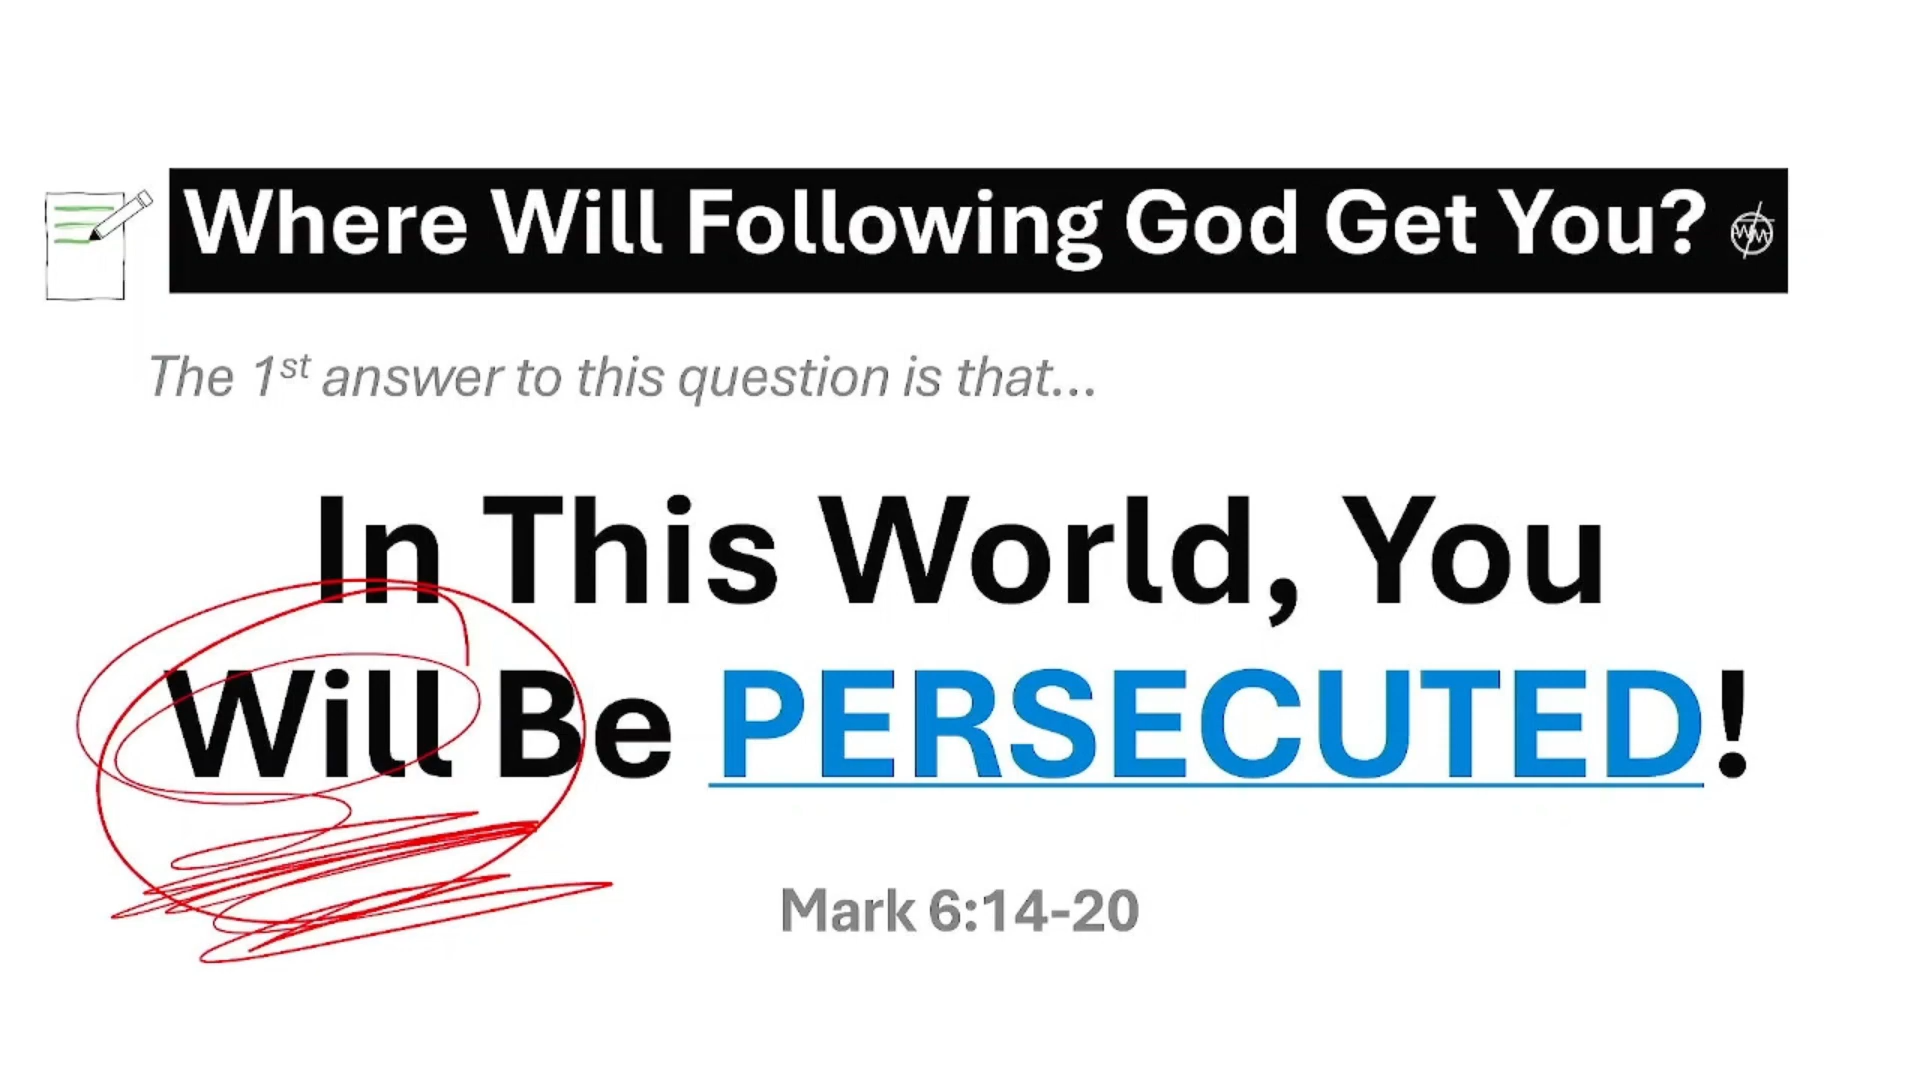 Where Will Following God Get You?
The 1st answer to this question is that...
In This World, You
Will Be PERSECUTED!
Mark 6:14-20